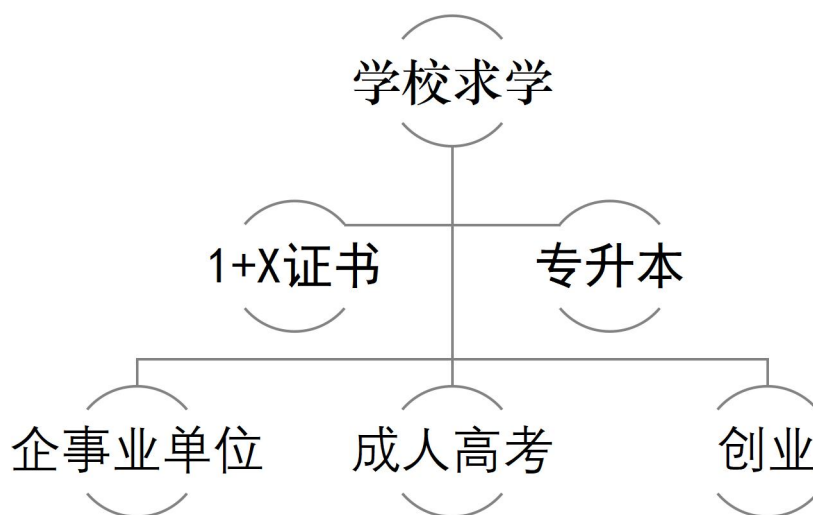 学校求学
1+X证书
专升本
企事业单位
成人高考
创业